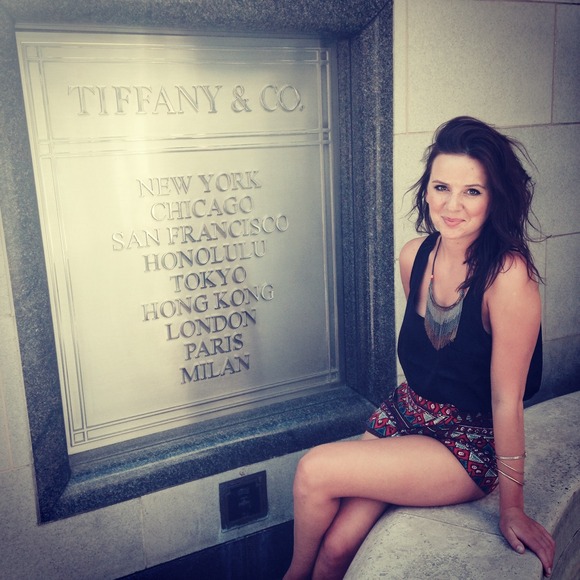 TIFFANY & CO.
NEW YORK
CHICAGO
SAN FRANCISCO
HONOLULU
TOKYO
HONG KONG
LONDON
PARIS
MILAN